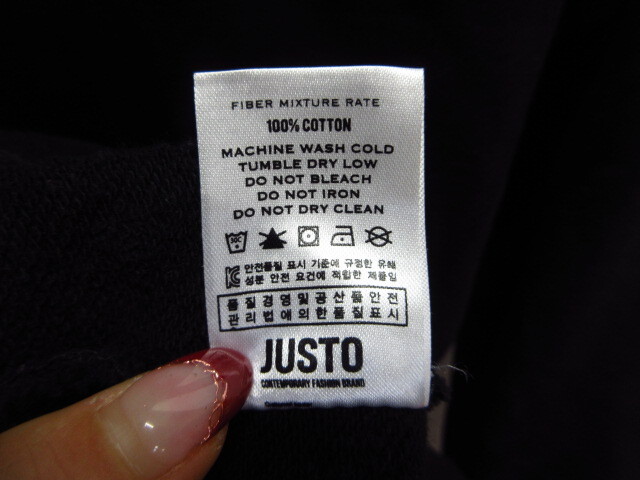 FIBER MIXTURE RATE
100% COTTON
MACHINE WASH COLD
TUMBLE DRY LOW
DO NOT BLEACH
DO NOT IRON
DO NOT DRY CLEAN
안전품질 표시 기준에 규정한 유해
성분 안전 요건에 적합한 제품임
품질경영및공산품안전
관리법애의한품질표시
JUSTO
CONTEMPORARY FASHION BRAND